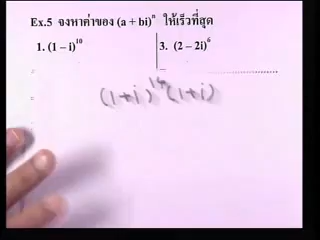 Ex.5 จงหาค่าของ (a + bi)ⁿ ให้เร็วที่สุด
1. (1 – i)¹⁰
3. (2 – 2i)⁶
(1+i)¹⁴(1+i)